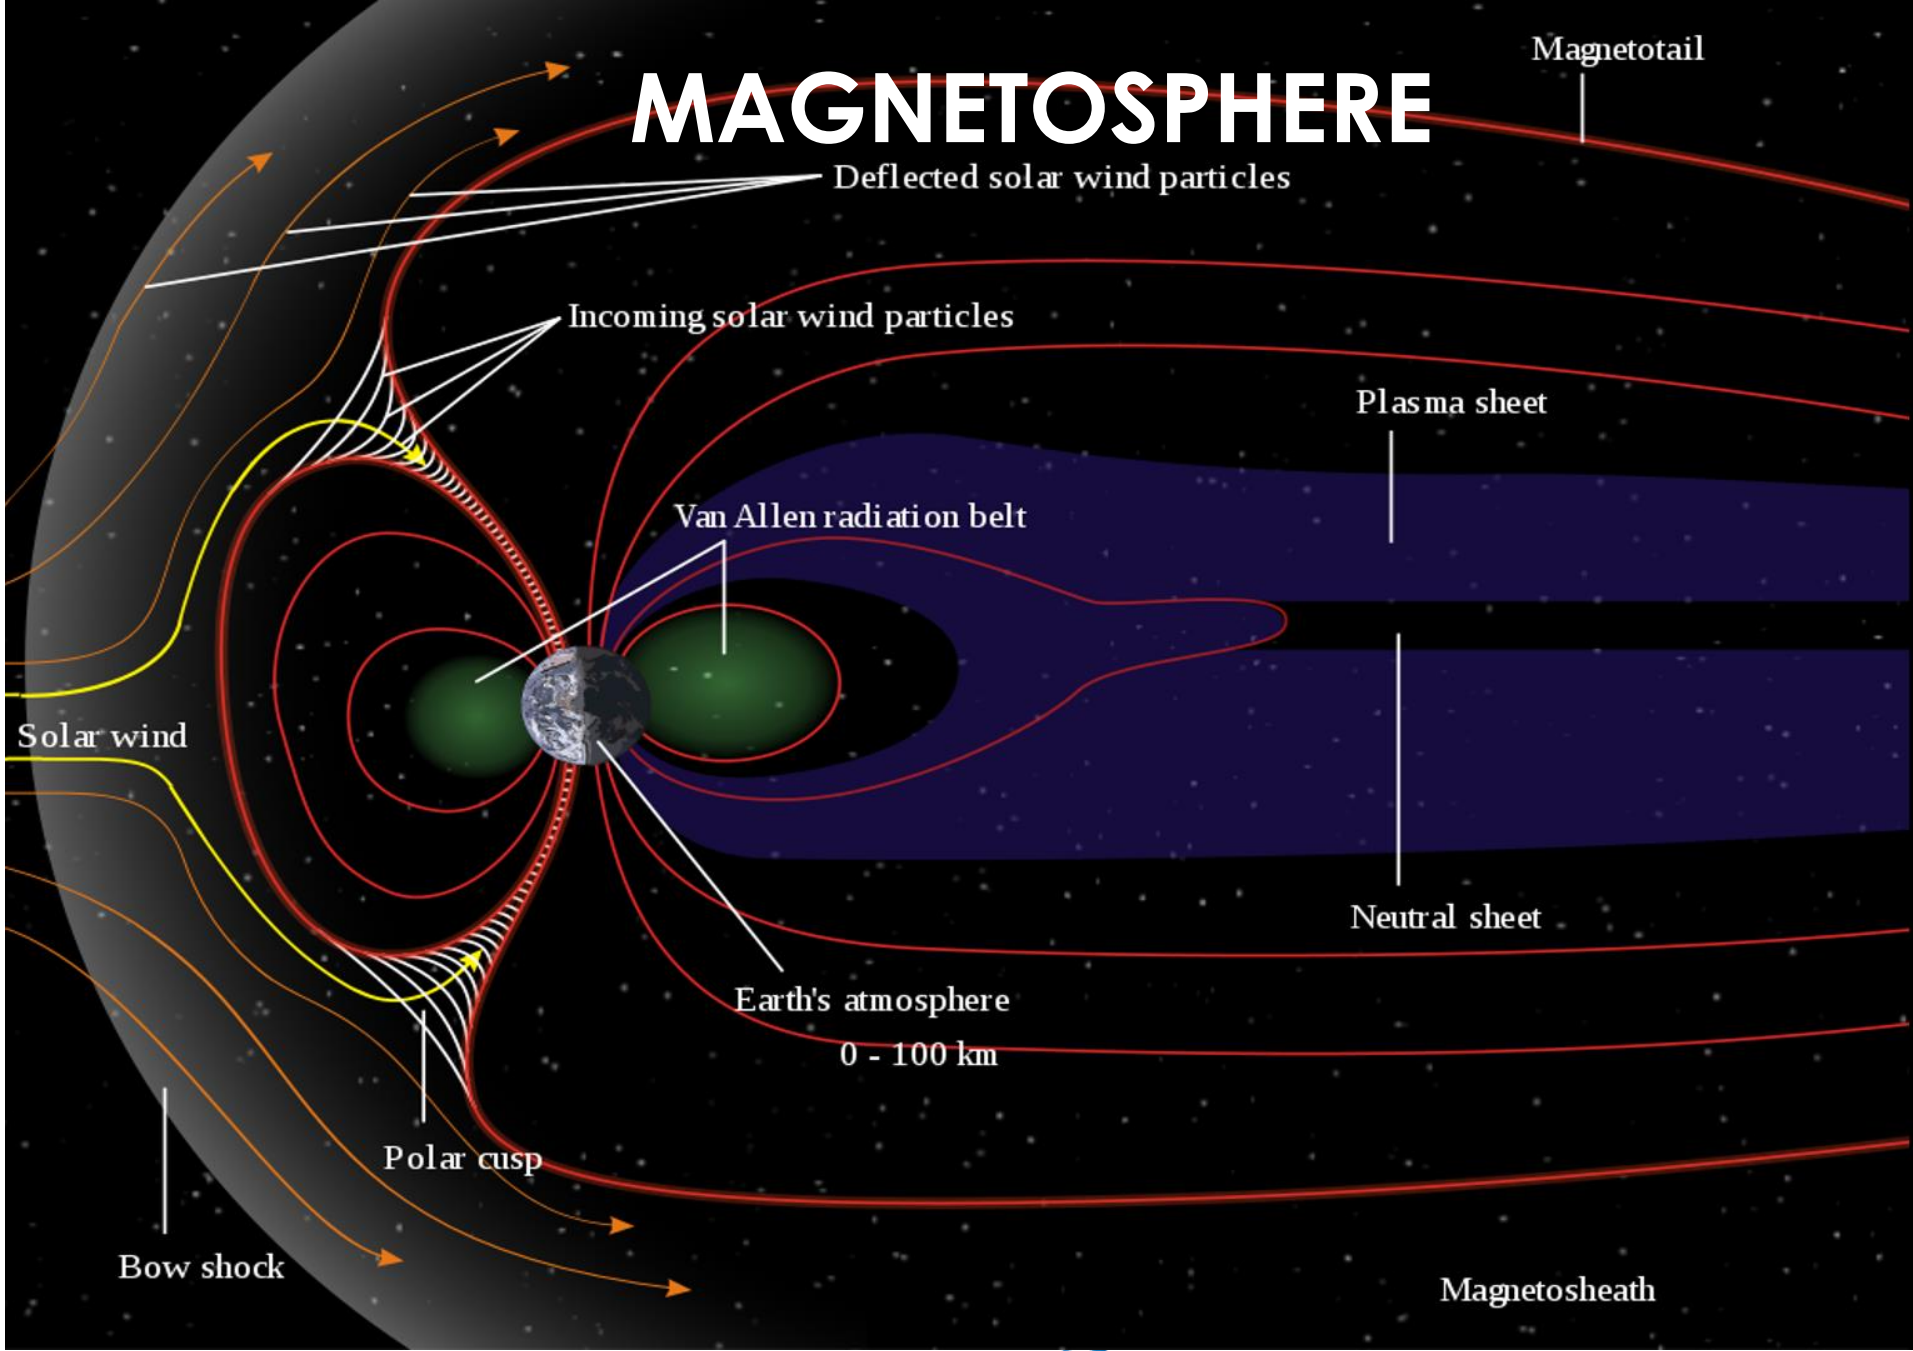 Magnetotail
MAGNETOSPHERE
Deflected solar wind particles
Incoming solar wind particles
Plasma sheet
Van Allen radiation belt
Solar wind
Neutral sheet
Earth's atmosphere
0 - 100 km
Polar cusp
Bow shock
Magnetosheath